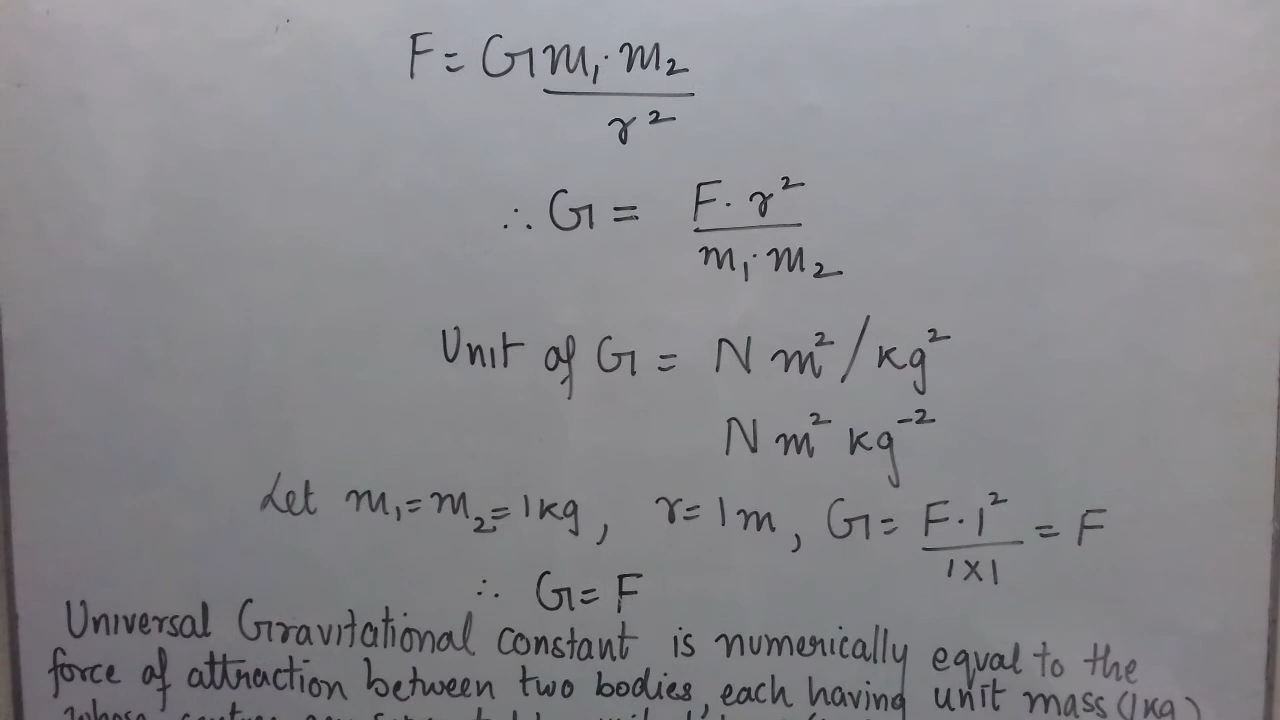 F = G m₁·m₂
r²
∴ G = F·r²
m₁·m₂
Unit of G = N m²/kg²
N m² kg⁻²
Let m₁=m₂=1kg, r=1m, G = F·1² = F
1×1
∴ G=F
Universal Gravitational constant is numerically equal to the
force of attraction between two bodies, each having unit mass (1kg)
whose